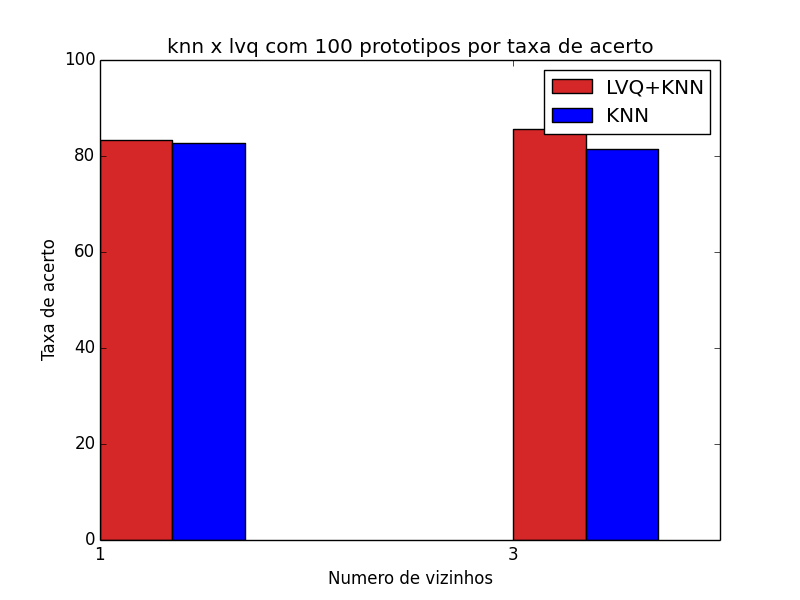 knn x lvq com 100 prototipos por taxa de acerto
LVQ+KNN
KNN
100
80
60
40
20
0
Taxa de acerto
1
3
Numero de vizinhos